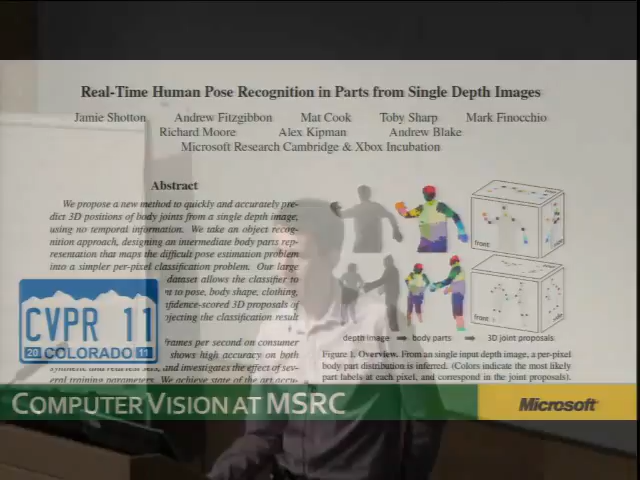 Real-Time Human Pose Recognition in Parts from Single Depth Images
Jamie Shotton Andrew Fitzgibbon Mat Cook Toby Sharp Mark Finocchio
Richard Moore Alex Kipman Andrew Blake
Microsoft Research Cambridge & Xbox Incubation
Abstract
We propose a new method to quickly and accurately pre-
dict 3D positions of body joints from a single depth image,
using no temporal information. We take an object recog-
nition approach, designing an intermediate body parts rep-
resentation that maps the difficult pose estimation problem
into a simpler per-pixel classification problem. Our large
dataset allows the classifier to
to pose, body shape, clothing,
confidence-scored 3D proposals of
ojecting the classification result
frames per second on consumer
shows high accuracy on both
and investigates the effect of sev-
eral training parameters. We achieve state of the art accu-
front
front
depth image body parts 3D joint proposals
Figure 1. Overview. From an single input depth image, a per-pixel
body part distribution is inferred. (Colors indicate the most likely
part labels at each pixel, and correspond in the joint proposals).
CVPR 11
20 COLORADO 11
COMPUTER VISION AT MSRC
Microsoft